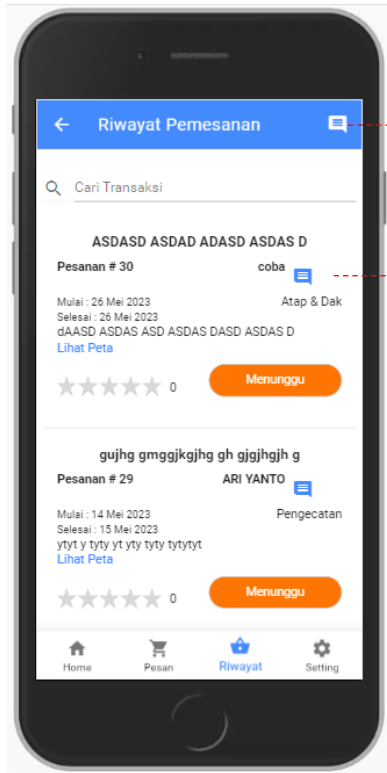 Riwayat Pemesanan
Cari Transaksi
ASDASD ASDAD ADASD ASDAS D
Pesanan # 30 coba
Mulai : 26 Mei 2023 Atap & Dak
Selesai : 26 Mei 2023
dAASD ASDAS ASD ASDAS DASD ASDAS D
Lihat Peta
0 Menunggu
gujhg gmggjkgjhg gh gjgjhgjh g
Pesanan # 29 ARI YANTO
Mulai : 14 Mei 2023 Pengecatan
Selesai : 15 Mei 2023
ytyt y tyty yt yty tyty tytytyt
Lihat Peta
0 Menunggu
Home Pesan Riwayat Setting